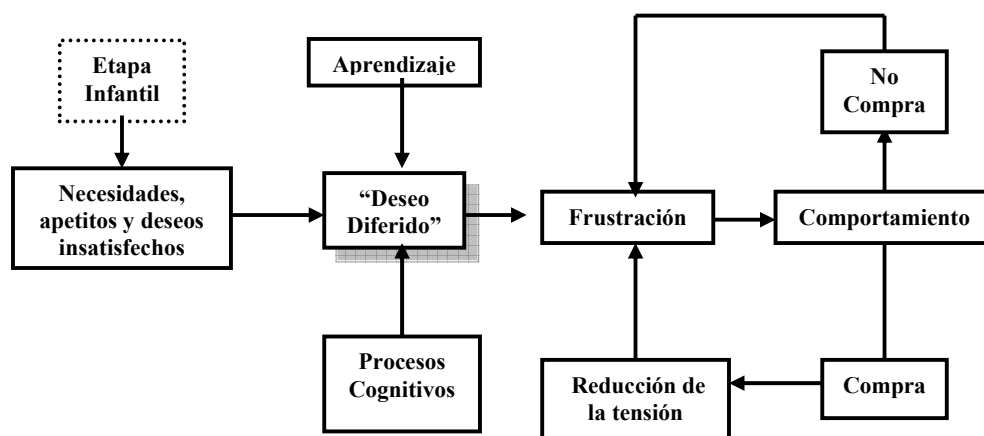 Etapa
Infantil
Aprendizaje
No
Compra
Necesidades,
apetitos y deseos
insatisfechos
“Deseo
Diferido”
Frustración
Comportamiento
Procesos
Cognitivos
Reducción de
la tensión
Compra